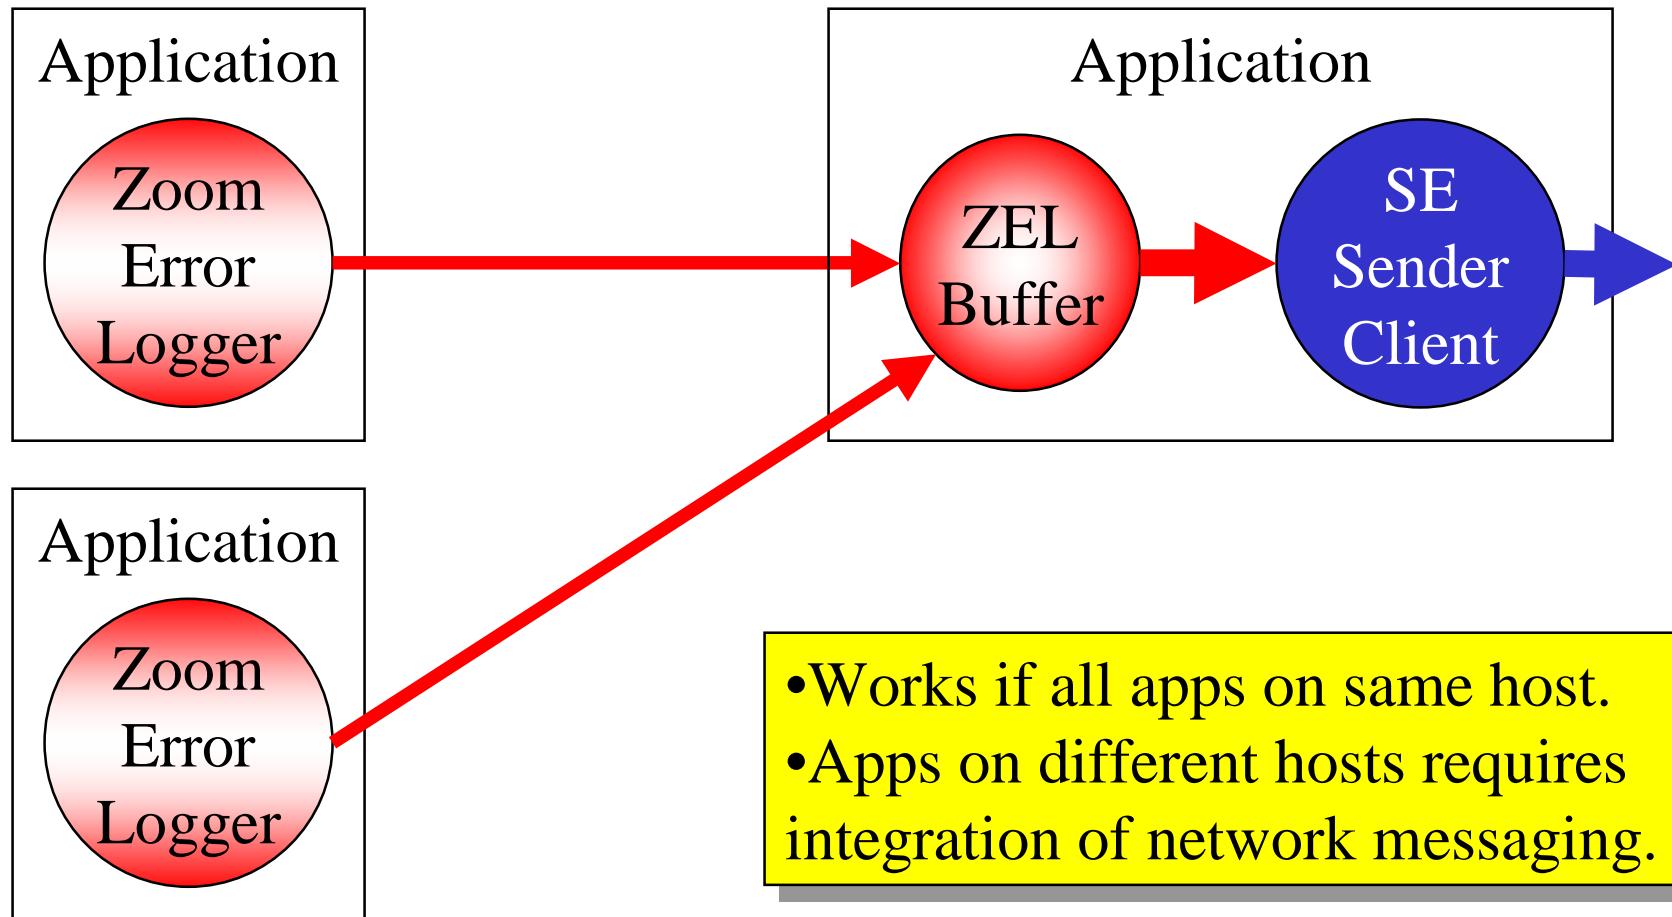 Application
Zoom
Error
Logger
Application
ZEL
Buffer
SE
Sender
Client
Application
Zoom
Error
Logger
•Works if all apps on same host.
•Apps on different hosts requires
integration of network messaging.